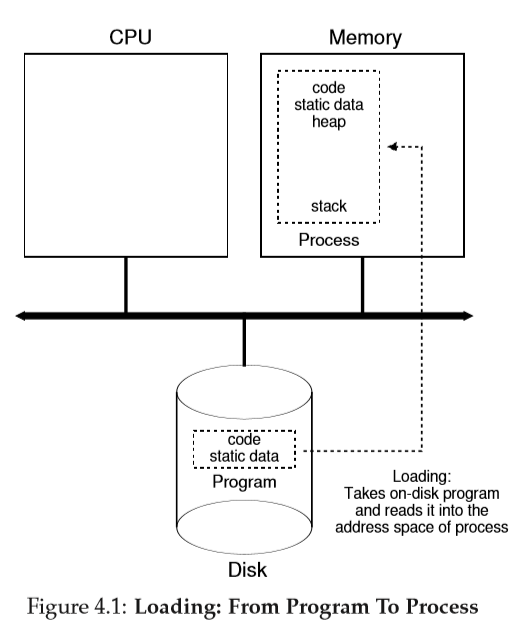 CPU
Memory
code
static data
heap
stack
Process
code
static data
Program
Loading:
Takes on-disk program
and reads it into the
address space of process
Disk
Figure 4.1: Loading: From Program To Process